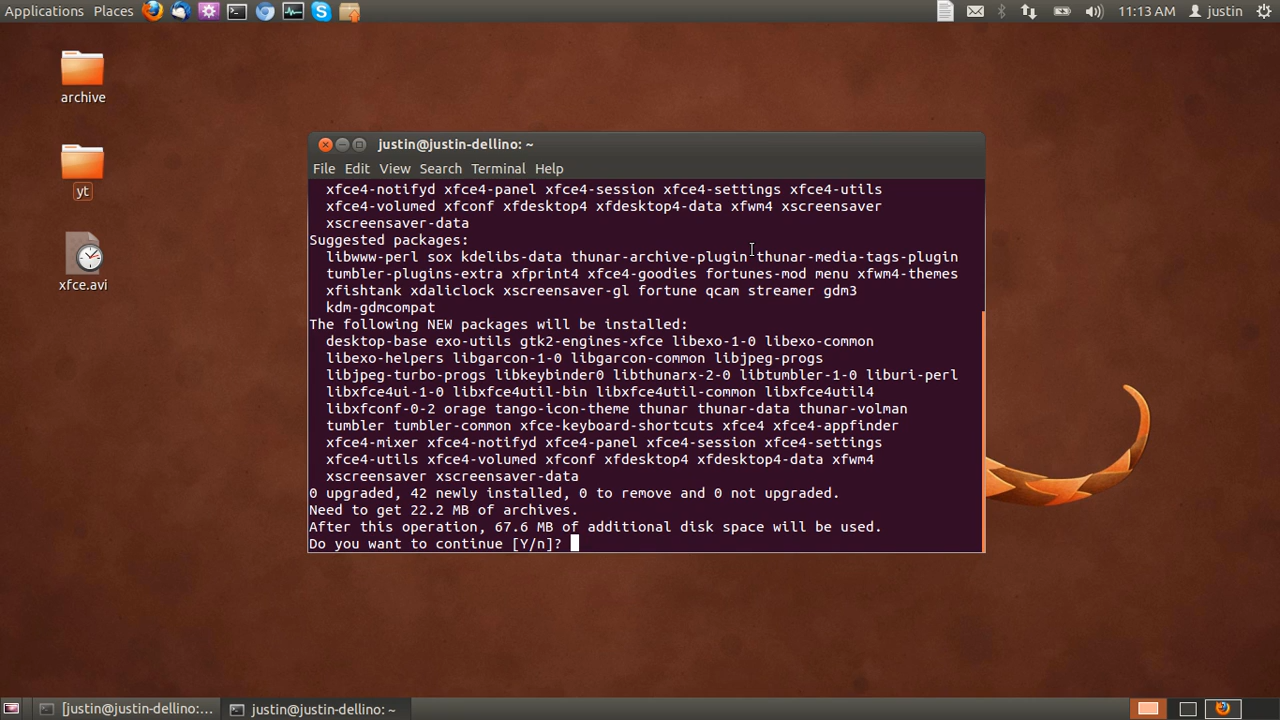 Applications Places 11:13 AM justin
archive
yt
xfce.avi
justin@justin-dellino: ~
File Edit View Search Terminal Help
xfce4-notifyd xfce4-panel xfce4-session xfce4-settings xfce4-utils
xfce4-volumed xfconf xfdesktop4 xfdesktop4-data xfwm4 xscreensaver
xscreensaver-data
Suggested packages:
libwww-perl sox kdelibs-data thunar-archive-plugin thunar-media-tags-plugin
tumbler-plugins-extra xfprint4 xfce4-goodies fortunes-mod menu xfwm4-themes
xfishtank xdaliclock xscreensaver-gl fortune qcam streamer gdm3
kdm-gdmcompat
The following NEW packages will be installed:
desktop-base exo-utils gtk2-engines-xfce libexo-1-0 libexo-common
libexo-helpers libgarcon-1-0 libgarcon-common libjpeg-progs
libjpeg-turbo-progs libkeybinder0 libthunarx-2-0 libtumbler-1-0 liburi-perl
libxfce4ui-1-0 libxfce4util-bin libxfce4util-common libxfce4util4
libxfconf-0-2 orage tango-icon-theme thunar thunar-data thunar-volman
tumbler tumbler-common xfce-keyboard-shortcuts xfce4 xfce4-appfinder
xfce4-mixer xfce4-notifyd xfce4-panel xfce4-session xfce4-settings
xfce4-utils xfce4-volumed xfconf xfdesktop4 xfdesktop4-data xfwm4
xscreensaver xscreensaver-data
0 upgraded, 42 newly installed, 0 to remove and 0 not upgraded.
Need to get 22.2 MB of archives.
After this operation, 67.6 MB of additional disk space will be used.
Do you want to continue [Y/n]?
[justin@justin-dellino:... justin@justin-dellino: ~